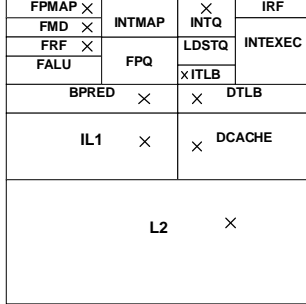 FPMAP
IRF
FMD
INTMAP
INTQ
FRF
LDSTQ
INTEXEC
FALU
FPQ
ITLB
BPRED
DTLB
IL1
DCACHE
L2